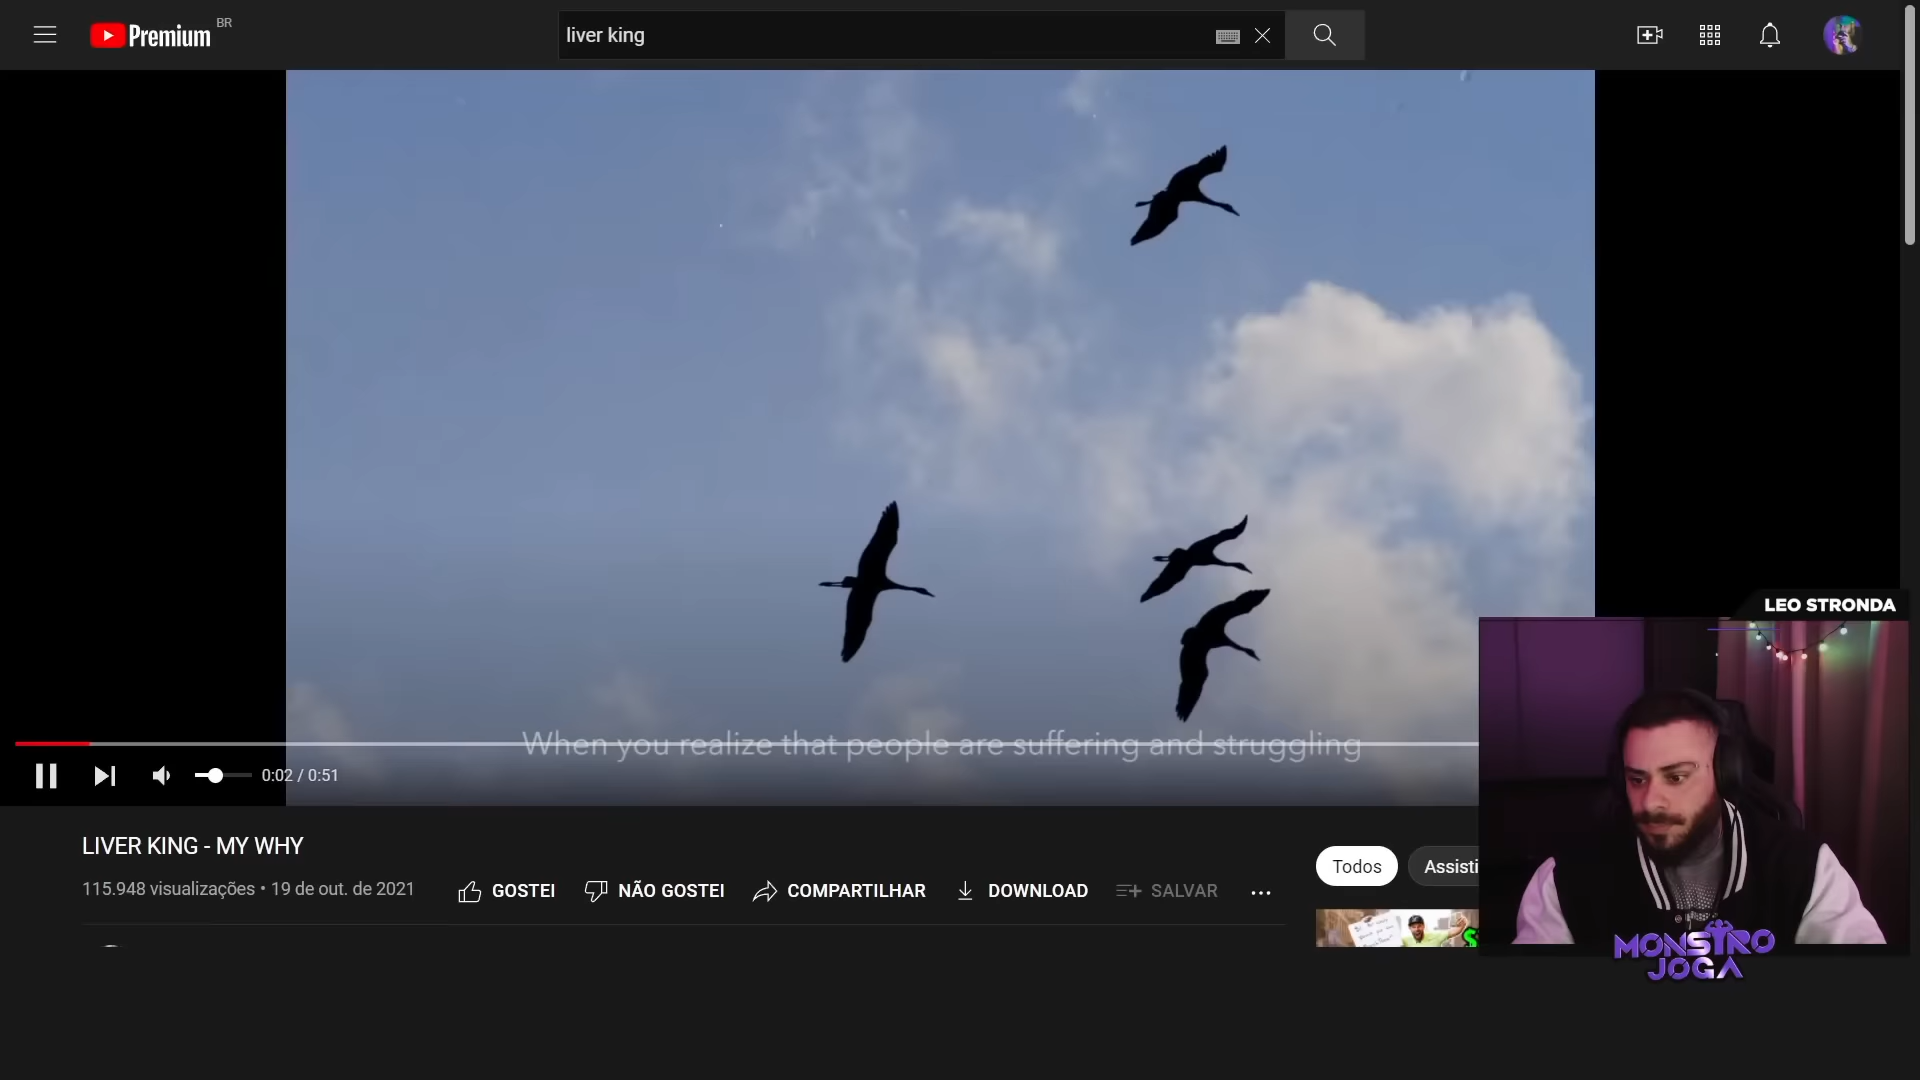 Premium BR
liver king
When you realize that people are suffering and struggling
0:02 / 0:51
LEO STRONDA
LIVER KING - MY WHY
115.948 visualizações • 19 de out. de 2021
GOSTEI
NÃO GOSTEI
COMPARTILHAR
DOWNLOAD
SALVAR
Todos
Assisti
MONSTRO
JOGA